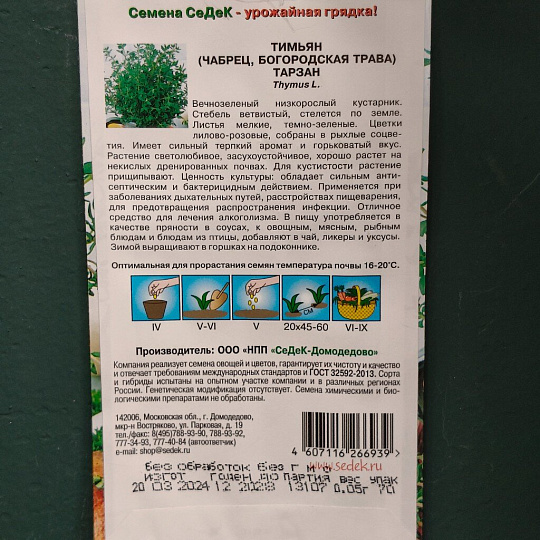 Семена СеДеК - урожайная грядка!
ТИМЬЯН
(ЧАБРЕЦ, БОГОРОДСКАЯ ТРАВА)
ТАРЗАН
Thymus L.
Вечнозеленый низкорослый кустарник.
Стебель ветвистый, стелется по земле.
Листья мелкие, темно-зеленые. Цветки
лилово-розовые, собраны в рыхлые соцве-
тия. Имеет сильный терпкий аромат и горьковатый вкус.
Растение светолюбивое, засухоустойчивое, хорошо растет на
некислых дренированных почвах. Для кустистости растение
прищипывают. Ценность культуры: обладает сильным анти-
септическим и бактерицидным действием. Применяется при
заболеваниях дыхательных путей, расстройствах пищеварения,
для предотвращения распространения инфекции. Отличное
средство для лечения алкоголизма. В пищу употребляется в
качестве пряности в соусах, к овощным, мясным, рыбным
блюдам и блюдам из птицы, добавляют в чай, ликеры и уксусы.
Зимой выращивают в горшках на подоконнике.
Оптимальная для прорастания семян температура почвы 16-20°С.
СМ
IV V-VI V 20х45-60 VI-IX
Производитель: ООО «НПП «СеДеК-Домодедово»
Компания реализует семена овощей и цветов, гарантирует их чистоту и качество
и отвечает требованиям международных стандартов и ГОСТ 32592-2013. Сорта
и гибриды испытаны на опытном участке компании и в различных регионах
России. Генетическая модификация отсутствует. Семена химическими и био-
логическими препаратами не обработаны.
142006, Московская обл., г. Домодедово,
мкр-н Востряково, ул. Парковая, д. 19
тел./факс: 8(495)788-93-90, 788-93-92,
777-34-93, 777-40-84 (автоответчик)
e-mail: shop@sedek.ru
4 607116 266939
www.sedek.ru
без обработок без г м о
изгот годен до партия вес упак
20 03 2024 12 2028 13107 0.05г 70